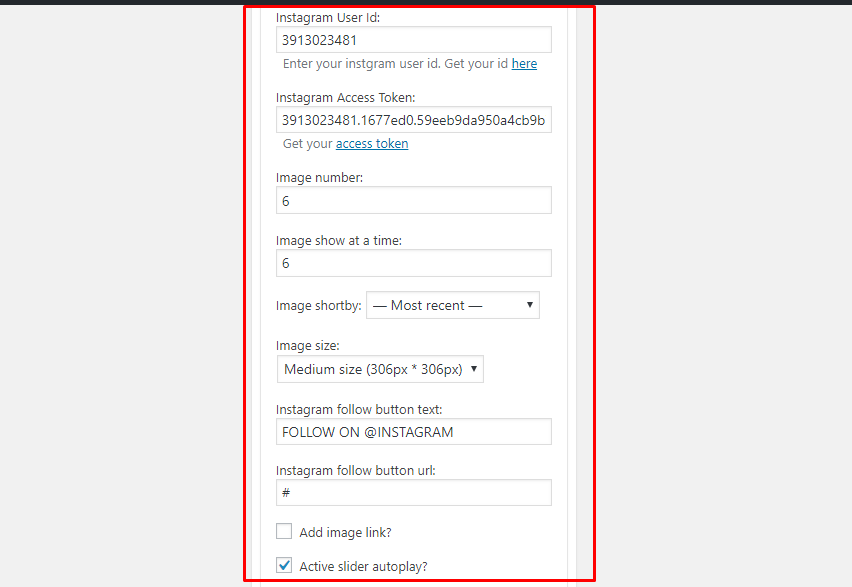 Instagram User Id:
3913023481
Enter your instgram user id. Get your id here
Instagram Access Token:
3913023481.1677ed0.59eeb9da950a4cb9b
Get your access token
Image number:
6
Image show at a time:
6
Image shortby: — Most recent —
Image size:
Medium size (306px * 306px)
Instagram follow button text:
FOLLOW ON @INSTAGRAM
Instagram follow button url:
#
Add image link?
Active slider autoplay?